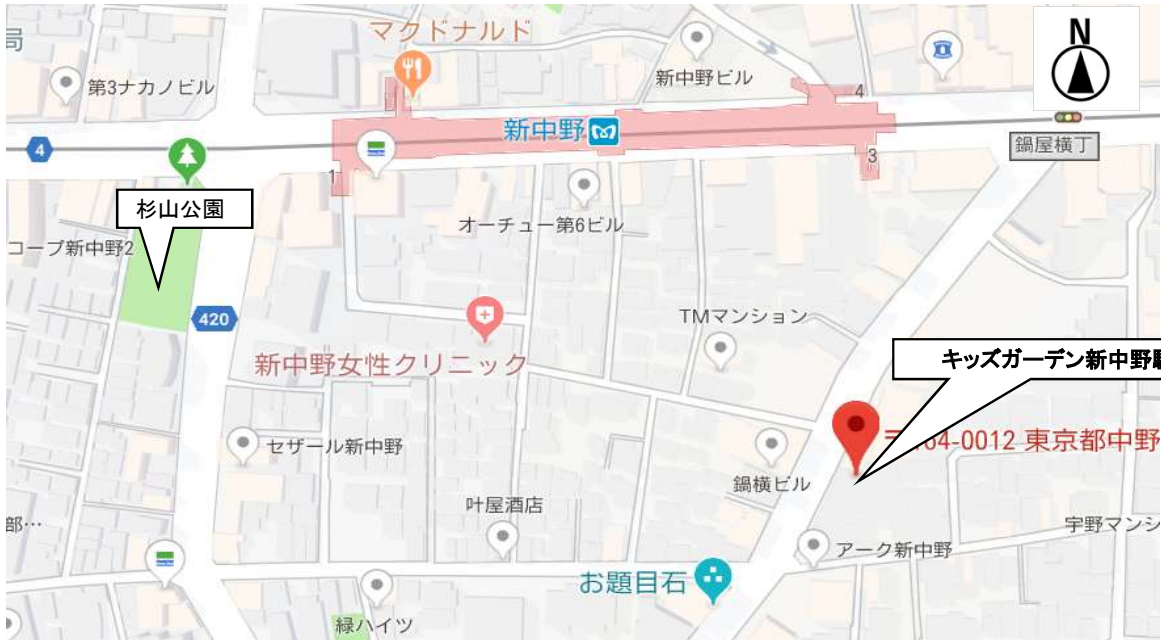 局
マクドナルド
N
第3ナカノビル
新中野ビル
4
4
新中野
鍋屋横丁
3
1
杉山公園
オーチュー第6ビル
コーブ新中野2
420
TMマンション
新中野女性クリニック
キッズガーデン新中野駅
セザール新中野
64-0012 東京都中野
鍋横ビル
叶屋酒店
部…
宇野マンシ
アーク新中野
お題目石
緑ハイツ